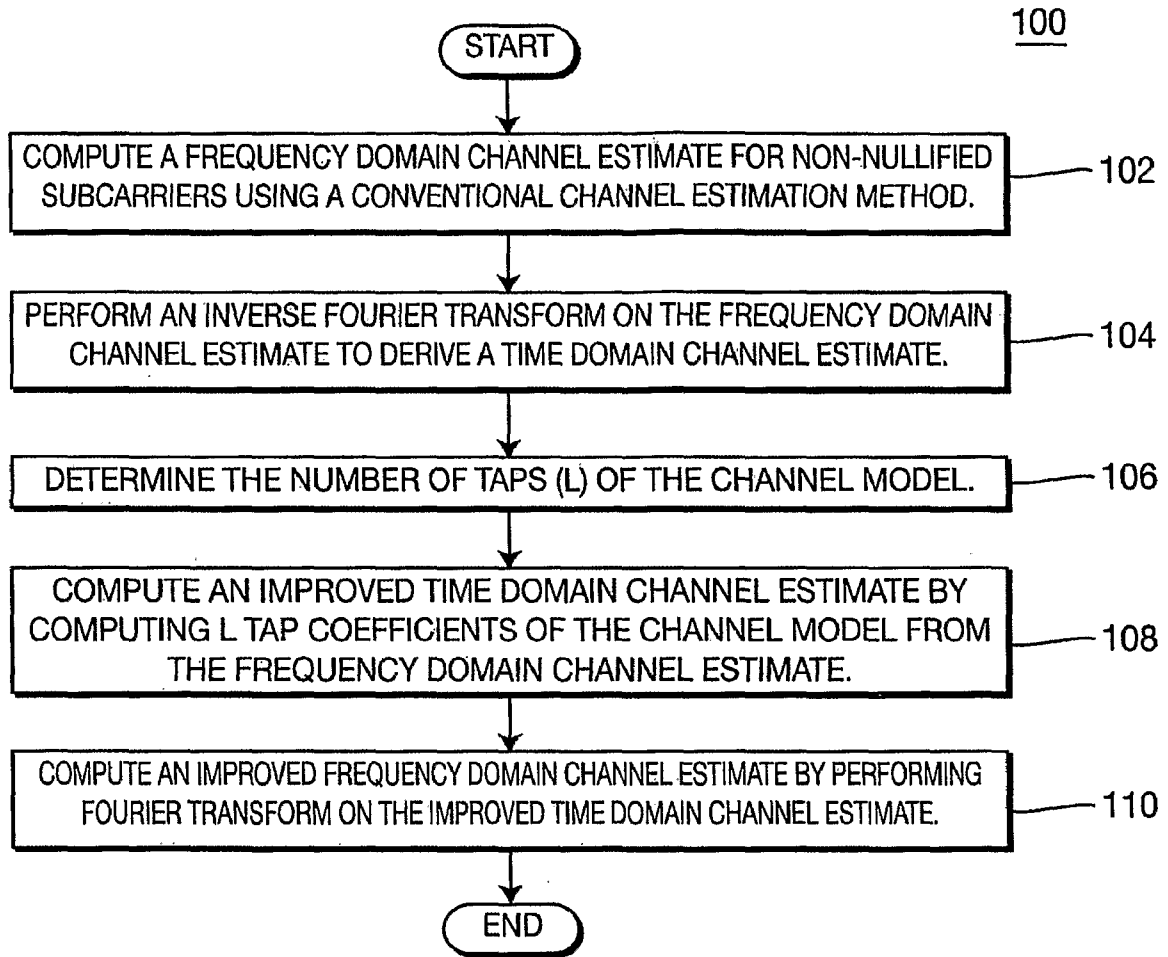 100
START
COMPUTE A FREQUENCY DOMAIN CHANNEL ESTIMATE FOR NON-NULLIFIED
SUBCARRIERS USING A CONVENTIONAL CHANNEL ESTIMATION METHOD.
102
PERFORM AN INVERSE FOURIER TRANSFORM ON THE FREQUENCY DOMAIN
CHANNEL ESTIMATE TO DERIVE A TIME DOMAIN CHANNEL ESTIMATE.
104
DETERMINE THE NUMBER OF TAPS (L) OF THE CHANNEL MODEL.
106
COMPUTE AN IMPROVED TIME DOMAIN CHANNEL ESTIMATE BY
COMPUTING L TAP COEFFICIENTS OF THE CHANNEL MODEL FROM
THE FREQUENCY DOMAIN CHANNEL ESTIMATE.
108
COMPUTE AN IMPROVED FREQUENCY DOMAIN CHANNEL ESTIMATE BY PERFORMING
FOURIER TRANSFORM ON THE IMPROVED TIME DOMAIN CHANNEL ESTIMATE.
110
END